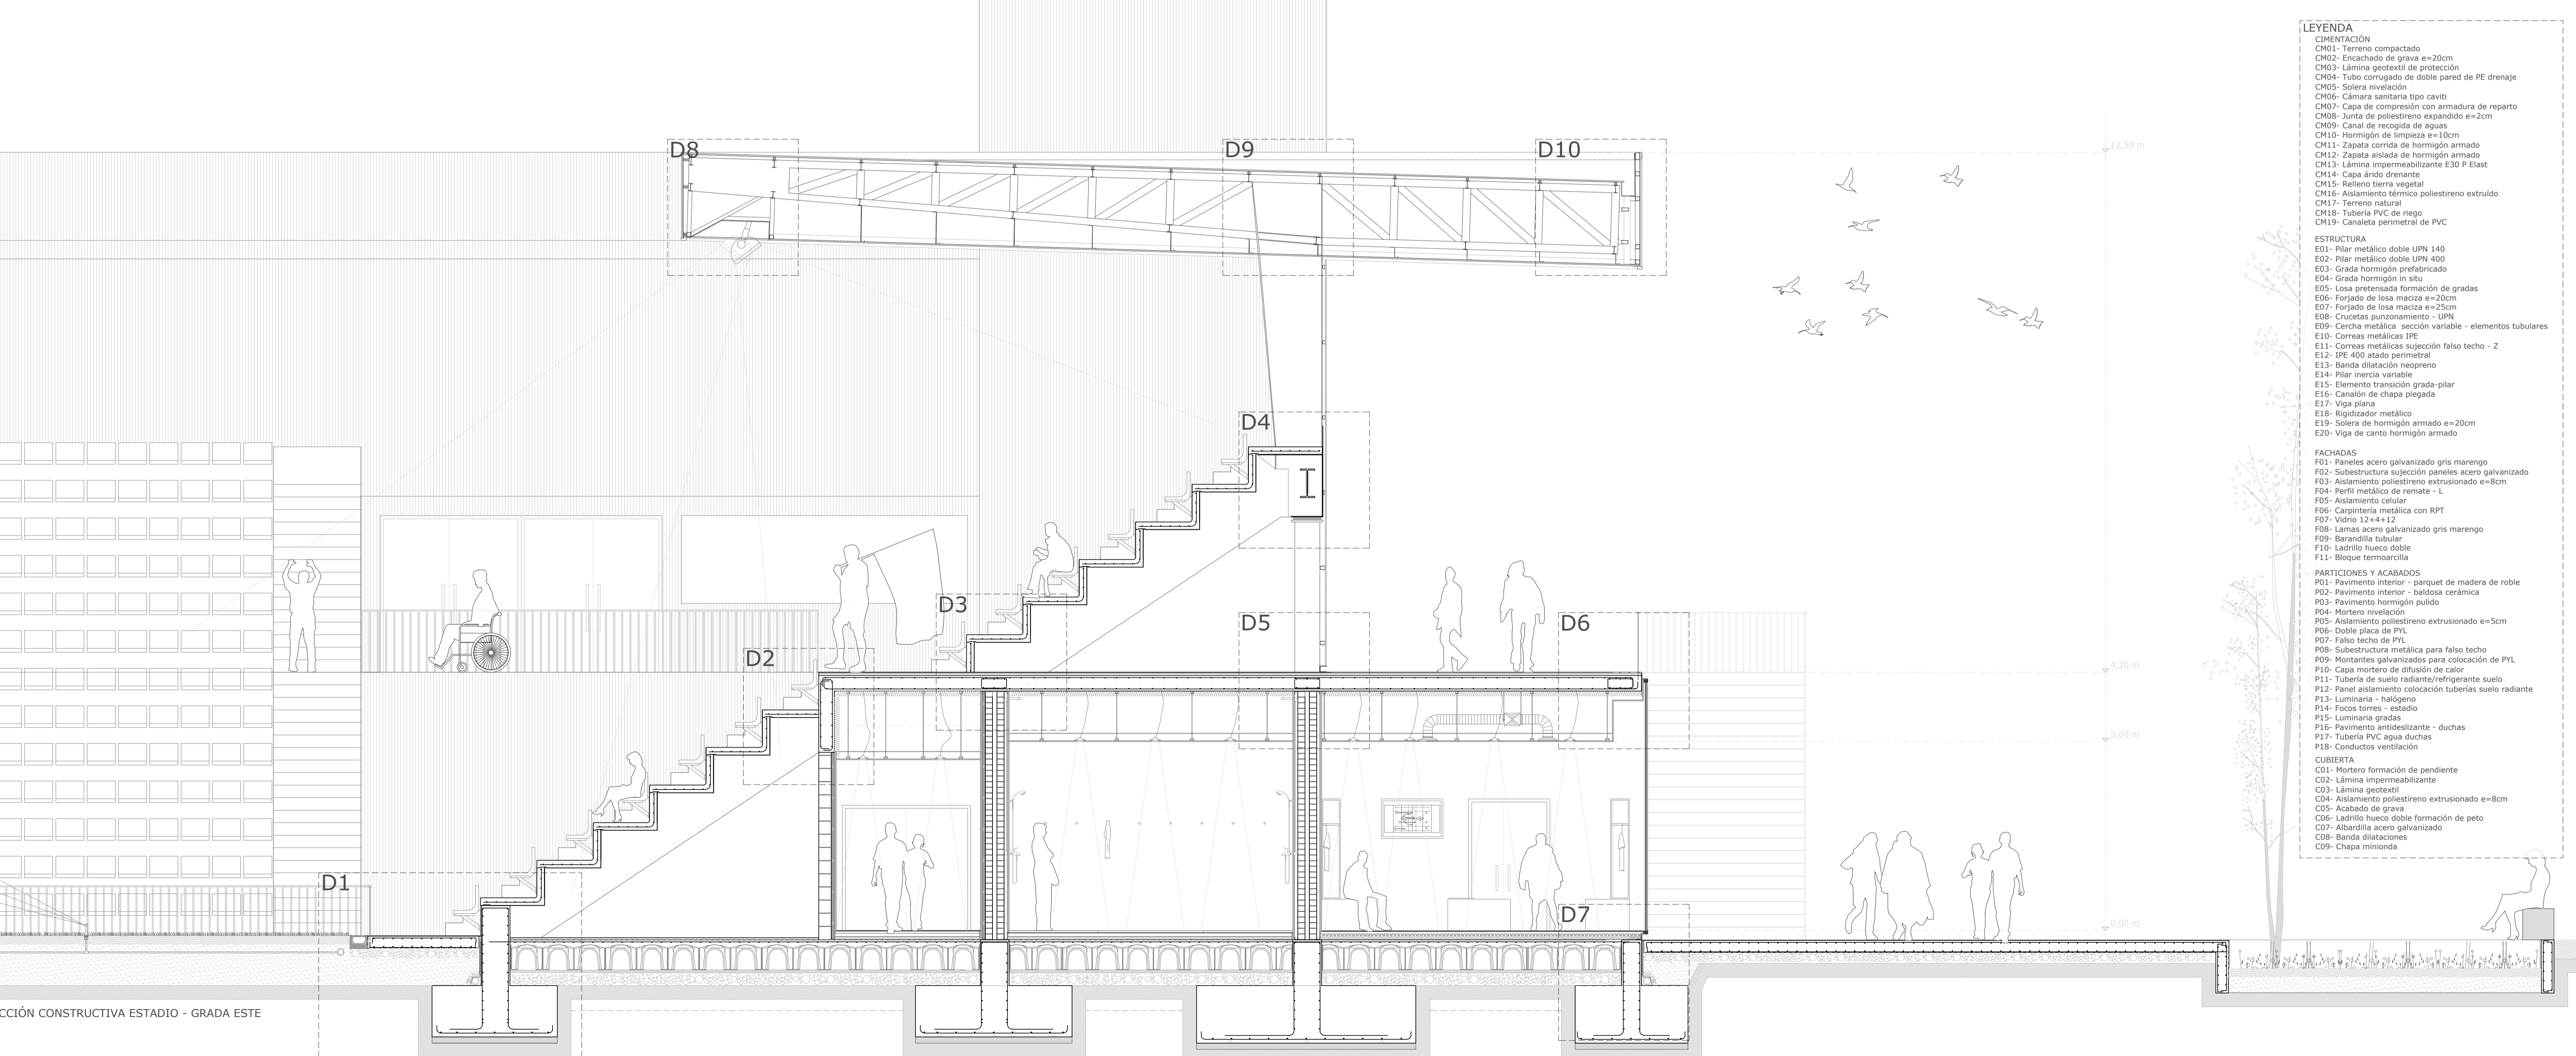 D8
D9
D10
12,50 m
D4
D3
D5
D6
D2
4,20 m
3,00 m
D1
D7
0,00 m
CCIÓN CONSTRUCTIVA ESTADIO - GRADA ESTE
LEYENDA
CIMENTACIÓN
CM01- Terreno compactado
CM02- Encachado de grava e=20cm
CM03- Lámina geotextil de protección
CM04- Tubo corrugado de doble pared de PE drenaje
CM05- Solera nivelación
CM06- Cámara sanitaria tipo caviti
CM07- Capa de compresión con armadura de reparto
CM08- Junta de poliestireno expandido e=2cm
CM09- Canal de recogida de aguas
CM10- Hormigón de limpieza e=10cm
CM11- Zapata corrida de hormigón armado
CM12- Zapata aislada de hormigón armado
CM13- Lámina impermeabilizante E30 P Elast
CM14- Capa árido drenante
CM15- Relleno tierra vegetal
CM16- Aislamiento térmico poliestireno extruído
CM17- Terreno natural
CM18- Tubería PVC de riego
CM19- Canaleta perimetral de PVC
ESTRUCTURA
E01- Pilar metálico doble UPN 140
E02- Pilar metálico doble UPN 400
E03- Grada hormigón prefabricado
E04- Grada hormigón in situ
E05- Losa pretensada formación de gradas
E06- Forjado de losa maciza e=20cm
E07- Forjado de losa maciza e=25cm
E08- Crucetas punzonamiento - UPN
E09- Cercha metálica  sección variable - elementos tubulares
E10- Correas metálicas IPE
E11- Correas metálicas sujección falso techo - Z
E12- IPE 400 atado perimetral
E13- Banda dilatación neopreno
E14- Pilar inercia variable
E15- Elemento transición grada-pilar
E16- Canalón de chapa plegada
E17- Viga plana
E18- Rigidizador metálico
E19- Solera de hormigón armado e=20cm
E20- Viga de canto hormigón armado
FACHADAS
F01- Paneles acero galvanizado gris marengo
F02- Subestructura sujección paneles acero galvanizado
F03- Aislamiento poliestireno extrusionado e=8cm
F04- Perfil metálico de remate - L
F05- Aislamiento celular
F06- Carpintería metálica con RPT
F07- Vidrio 12+4+12
F08- Lamas acero galvanizado gris marengo
F09- Barandilla tubular
F10- Ladrillo hueco doble
F11- Bloque termoarcilla
PARTICIONES Y ACABADOS
P01- Pavimento interior - parquet de madera de roble
P02- Pavimento interior - baldosa cerámica
P03- Pavimento hormigón pulido
P04- Mortero nivelación
P05- Aislamiento poliestireno extrusionado e=5cm
P06- Doble placa de PYL
P07- Falso techo de PYL
P08- Subestructura metálica para falso techo
P09- Montantes galvanizados para colocación de PYL
P10- Capa mortero de difusión de calor
P11- Tubería de suelo radiante/refrigerante suelo
P12- Panel aislamiento colocación tuberías suelo radiante
P13- Luminaria - halógeno
P14- Focos torres - estadio
P15- Luminaria gradas
P16- Pavimento antideslizante - duchas
P17- Tubería PVC agua duchas
P18- Conductos ventilación
CUBIERTA
C01- Mortero formación de pendiente
C02- Lámina impermeabilizante
C03- Lámina geotextil
C04- Aislamiento poliestireno extrusionado e=8cm
C05- Acabado de grava
C06- Ladrillo hueco doble formación de peto
C07- Albardilla acero galvanizado
C08- Banda dilataciones
C09- Chapa minionda